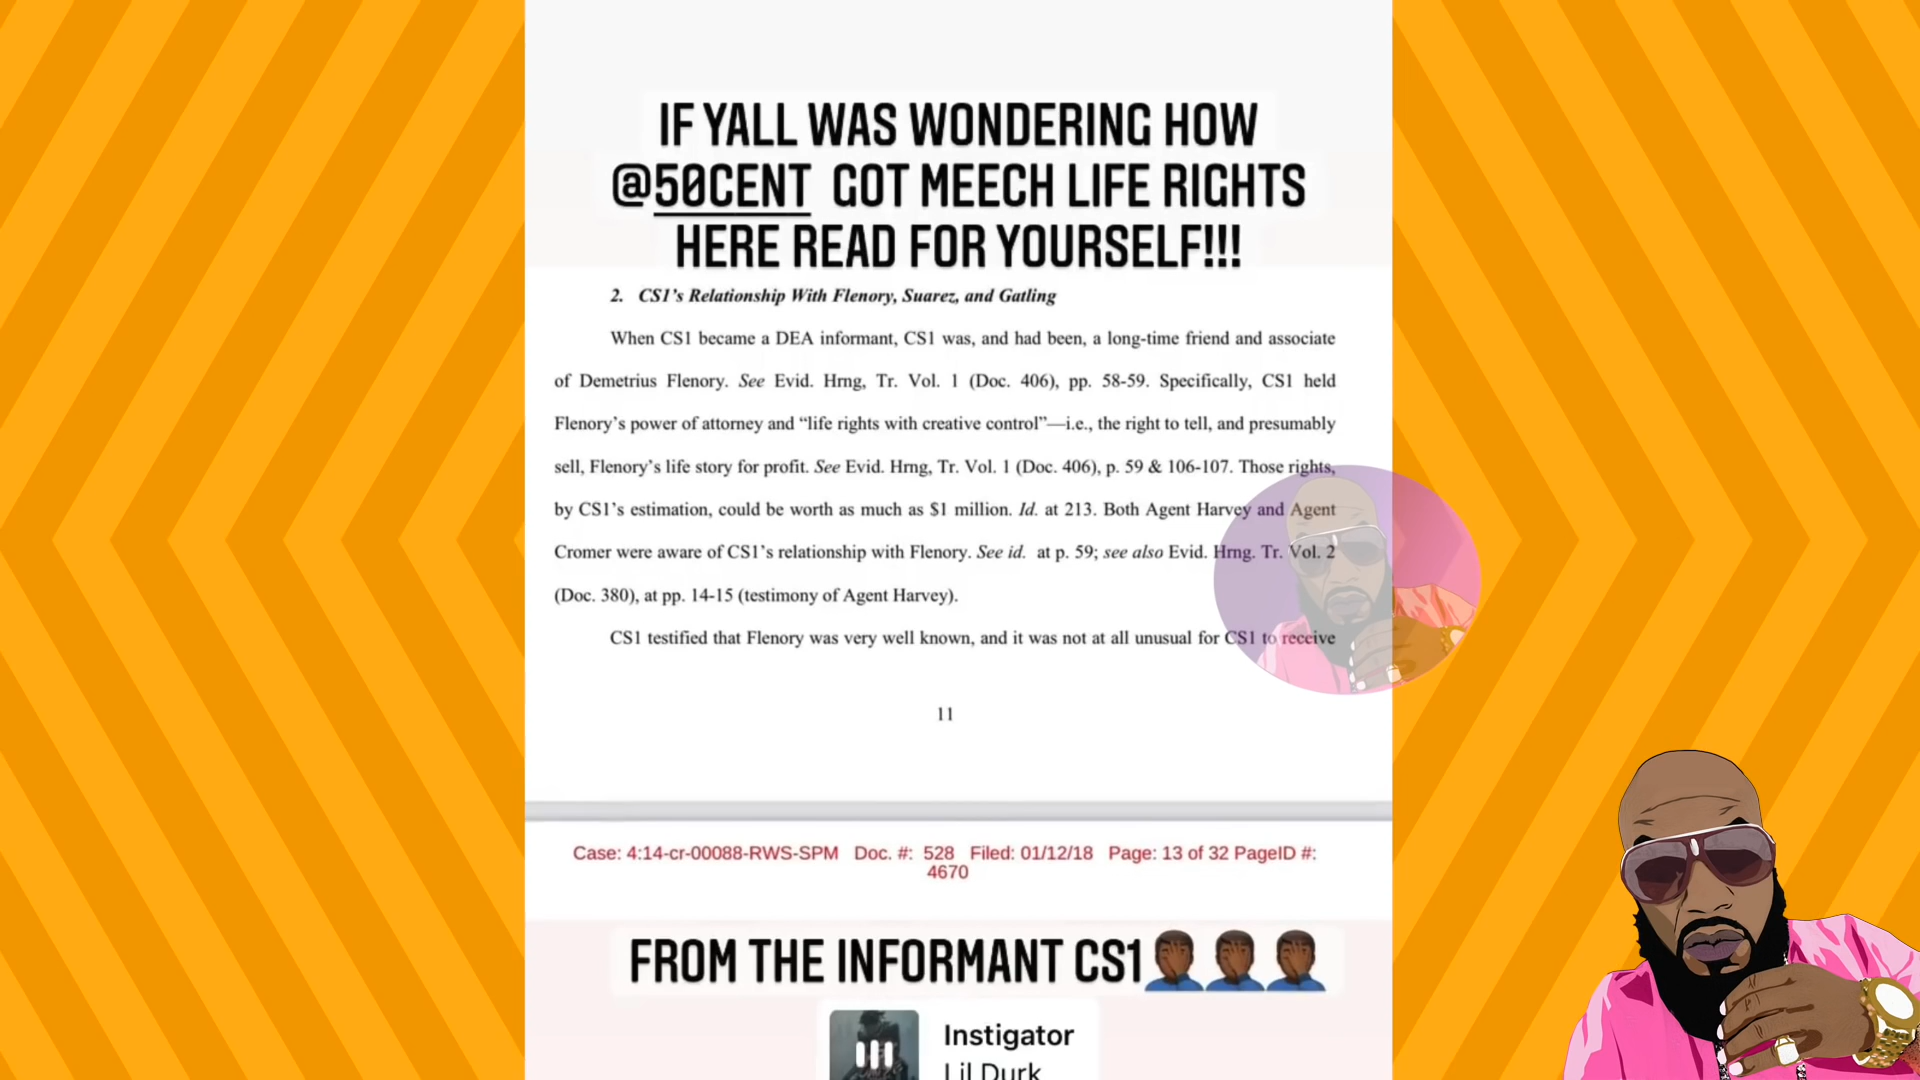 IF YALL WAS WONDERING HOW
@50CENT GOT MEECH LIFE RIGHTS
HERE READ FOR YOURSELF!!!
2. CS1's Relationship With Flenory, Suarez, and Gatling
When CS1 became a DEA informant, CS1 was, and had been, a long-time friend and associate
of Demetrius Flenory. See Evid. Hrng, Tr. Vol. 1 (Doc. 406), pp. 58-59. Specifically, CS1 held
Flenory's power of attorney and “life rights with creative control”—i.e., the right to tell, and presumably
sell, Flenory's life story for profit. See Evid. Hrng, Tr. Vol. 1 (Doc. 406), p. 59 & 106-107. Those rights,
by CS1's estimation, could be worth as much as $1 million. Id. at 213. Both Agent Harvey and Agent
Cromer were aware of CS1's relationship with Flenory. See id. at p. 59; see also Evid. Hrng. Tr. Vol. 2
(Doc. 380), at pp. 14-15 (testimony of Agent Harvey).
CS1 testified that Flenory was very well known, and it was not at all unusual for CS1 to receive
11
Case: 4:14-cr-00088-RWS-SPM Doc. #: 528 Filed: 01/12/18 Page: 13 of 32 PageID #:
4670
FROM THE INFORMANT CS1🤦🏾‍♂️🤦🏾‍♂️🤦🏾‍♂️
Instigator
Lil Durk